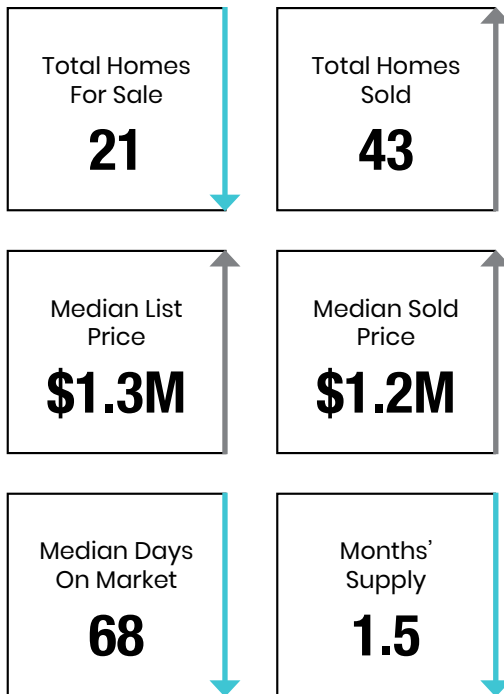 Total Homes
For Sale
21
Total Homes
Sold
43
Median List
Price
$1.3M
Median Sold
Price
$1.2M
Median Days
On Market
68
Months’
Supply
1.5